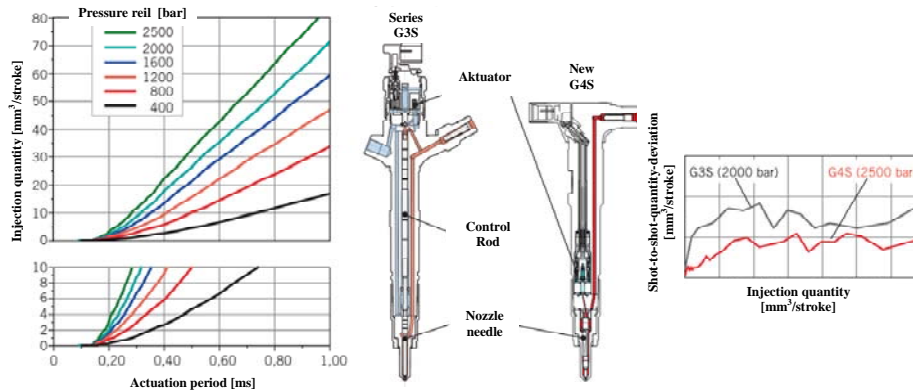 Pressure reil [bar]
2500
2000
1600
1200
800
400
Injection quantity [mm³/stroke]
80
70
60
50
40
30
20
10
0
10
8
6
4
2
0
0,20
0,40
0,60
0,80
1,00
Actuation period [ms]
Series
G3S
Aktuator
New
G4S
Control
Rod
Nozzle
needle
Shot-to-shot-quantity-deviation
[mm³/stroke]
G3S (2000 bar)
G4S (2500 bar
Injection quantity
[mm³/stroke]